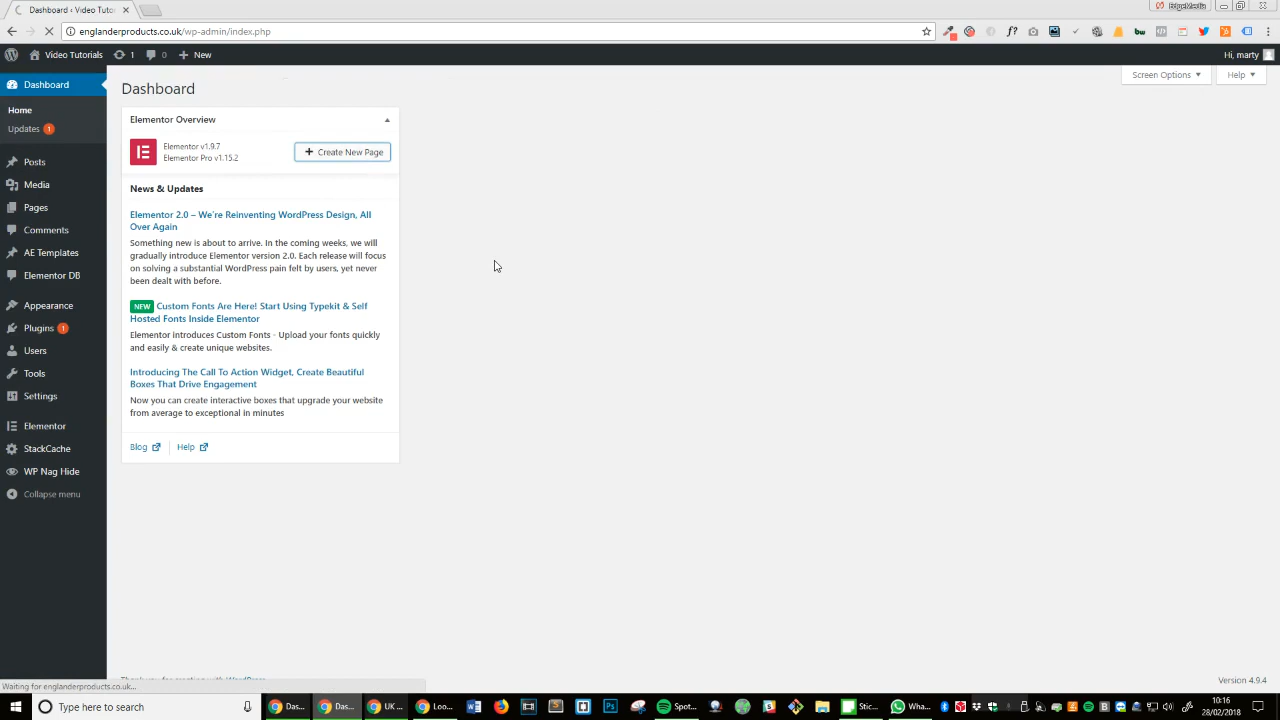 Dashboard ‹ Video Tutor
englanderproducts.co.uk/wp-admin/index.php
Video Tutorials
1
0
New
Hi, marty
Dashboard
Home
Updates 1
Posts
Media
Pages
Comments
AE Templates
Elementor DB
Appearance
Plugins 1
Users
Tools
Settings
Elementor
StackCache
WP Nag Hide
Collapse menu
Screen Options
Help
Dashboard
Elementor Overview
Elementor v1.9.7
Elementor Pro v1.15.2
Create New Page
News & Updates
Elementor 2.0 – We're Reinventing WordPress Design, All
Over Again
Something new is about to arrive. In the coming weeks, we will
gradually introduce Elementor version 2.0. Each release will focus
on solving a substantial WordPress pain felt by users, yet never
been dealt with before.
NEW Custom Fonts Are Here! Start Using Typekit & Self
Hosted Fonts Inside Elementor
Elementor introduces Custom Fonts - Upload your fonts quickly
and easily & create unique websites.
Introducing The Call To Action Widget, Create Beautiful
Boxes That Drive Engagement
Now you can create interactive boxes that upgrade your website
from average to exceptional in minutes
Blog
Help
Version 4.9.4
Waiting for englanderproducts.co.uk...
Type here to search
Das...
Das...
UK ...
Loo...
Spot...
Stic...
Wha...
10:16
28/02/2018